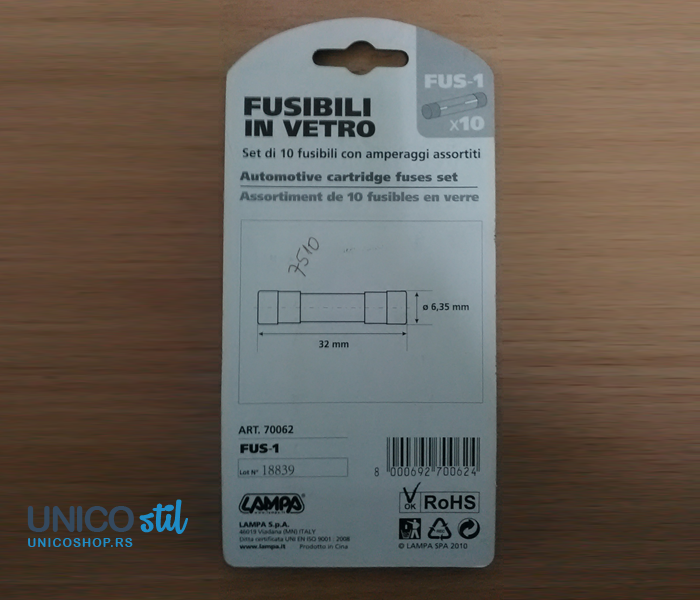 FUS-1
x10
FUSIBILI
IN VETRO
Set di 10 fusibili con amperaggi assortiti
Automotive cartridge fuses set
Assortiment de 10 fusibles en verre
7510
ø 6,35 mm
32 mm
ART. 70062
FUS-1
Lot N° 18839
8 000692 700624
LAMPA
LAMPA S.p.A.
46019 Viadana (MN) ITALY
Ditta certificata UNI EN ISO 9001 : 2008
www.lampa.it Prodotto in Cina
OK
RoHS
© LAMPA SPA 2010
UNICO stil
UNICOSHOP.RS